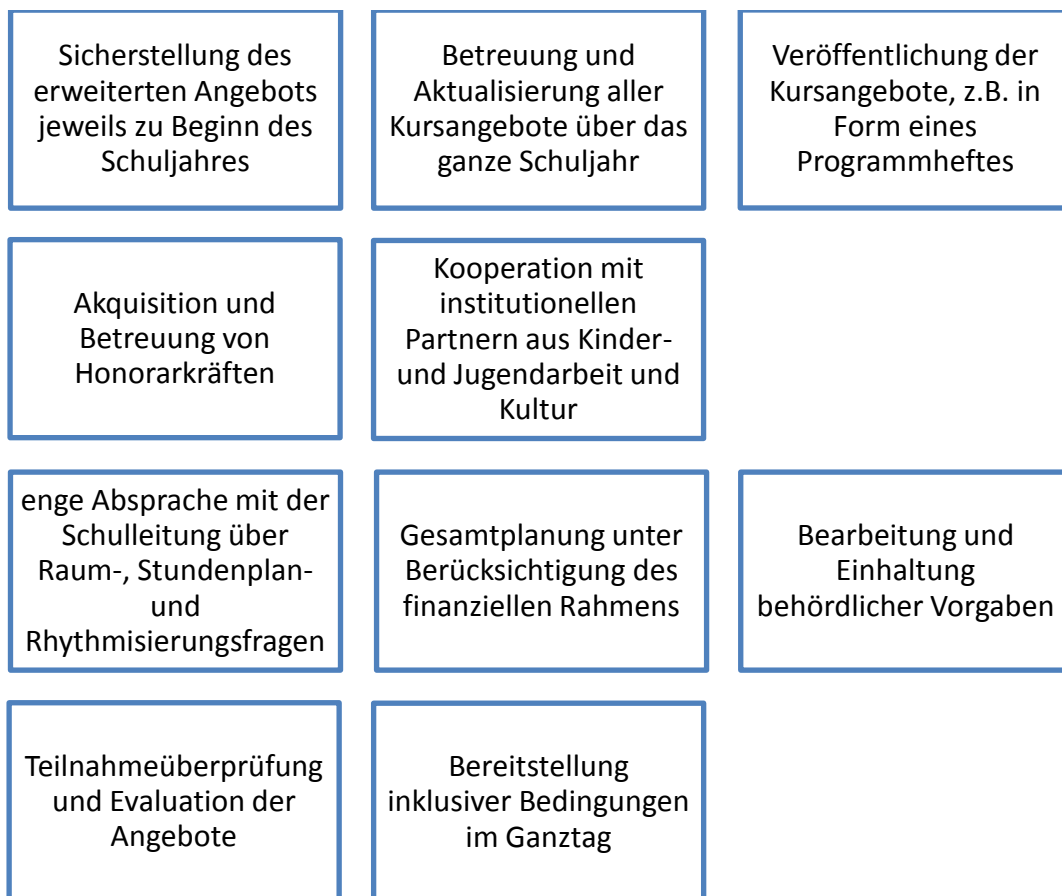 Sicherstellung des
erweiterten Angebots
jeweils zu Beginn des
Schuljahres
Betreuung und
Aktualisierung aller
Kursangebote über das
ganze Schuljahr
Veröffentlichung der
Kursangebote, z.B. in
Form eines
Programmheftes
Akquisition und
Betreuung von
Honorarkräften
Kooperation mit
institutionellen
Partnern aus Kinder-
und Jugendarbeit und
Kultur
enge Absprache mit der
Schulleitung über
Raum-, Stundenplan-
und
Rhythmisierungsfragen
Gesamtplanung unter
Berücksichtigung des
finanziellen Rahmens
Bearbeitung und
Einhaltung
behördlicher Vorgaben
Teilnahmeüberprüfung
und Evaluation der
Angebote
Bereitstellung
inklusiver Bedingungen
im Ganztag